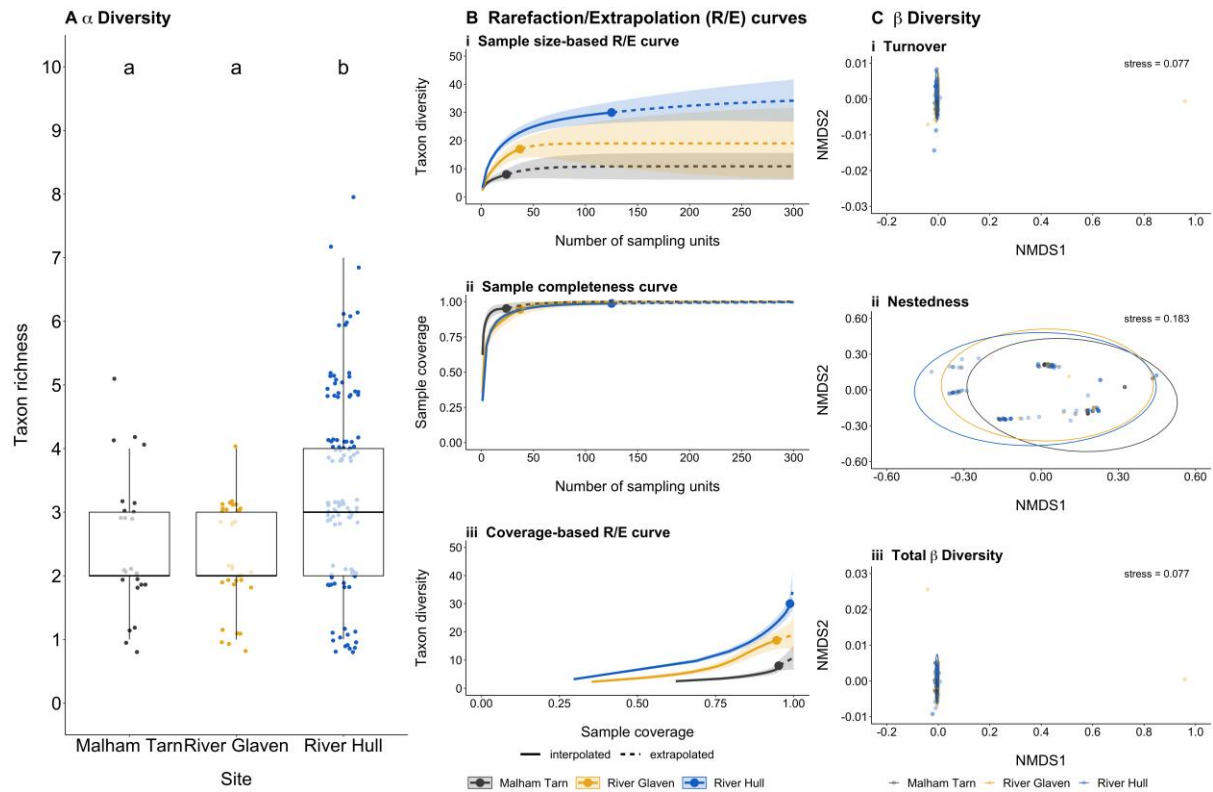 A α Diversity
10
9
8
7
6
5
4
3
2
1
0
a a b
Taxon richness
Malham Tarn River Glaven River Hull
Site
B Rarefaction/Extrapolation (R/E) curves
i Sample size-based R/E curve
50
40
30
20
10
0
Taxon diversity
0 50 100 150 200 250 300
Number of sampling units
ii Sample completeness curve
1.00
0.75
0.50
0.25
0.00
Sample coverage
0 50 100 150 200 250 300
Number of sampling units
iii Coverage-based R/E curve
50
40
30
20
10
0
Taxon diversity
0.00 0.25 0.50 0.75 1.00
Sample coverage
interpolated extrapolated
Malham Tarn River Glaven River Hull
C β Diversity
i Turnover
stress = 0.077
0.01
0.00
-0.01
-0.02
-0.03
NMDS2
-0.2 0.0 0.2 0.4 0.6 0.8 1.0
NMDS1
ii Nestedness
stress = 0.183
0.60
0.30
0.00
-0.30
-0.60
NMDS2
-0.60 -0.30 0.00 0.30 0.60
NMDS1
iii Total β Diversity
stress = 0.077
0.03
0.02
0.01
0.00
-0.01
NMDS2
-0.2 0.0 0.2 0.4 0.6 0.8 1.0
NMDS1
Malham Tarn River Glaven River Hull